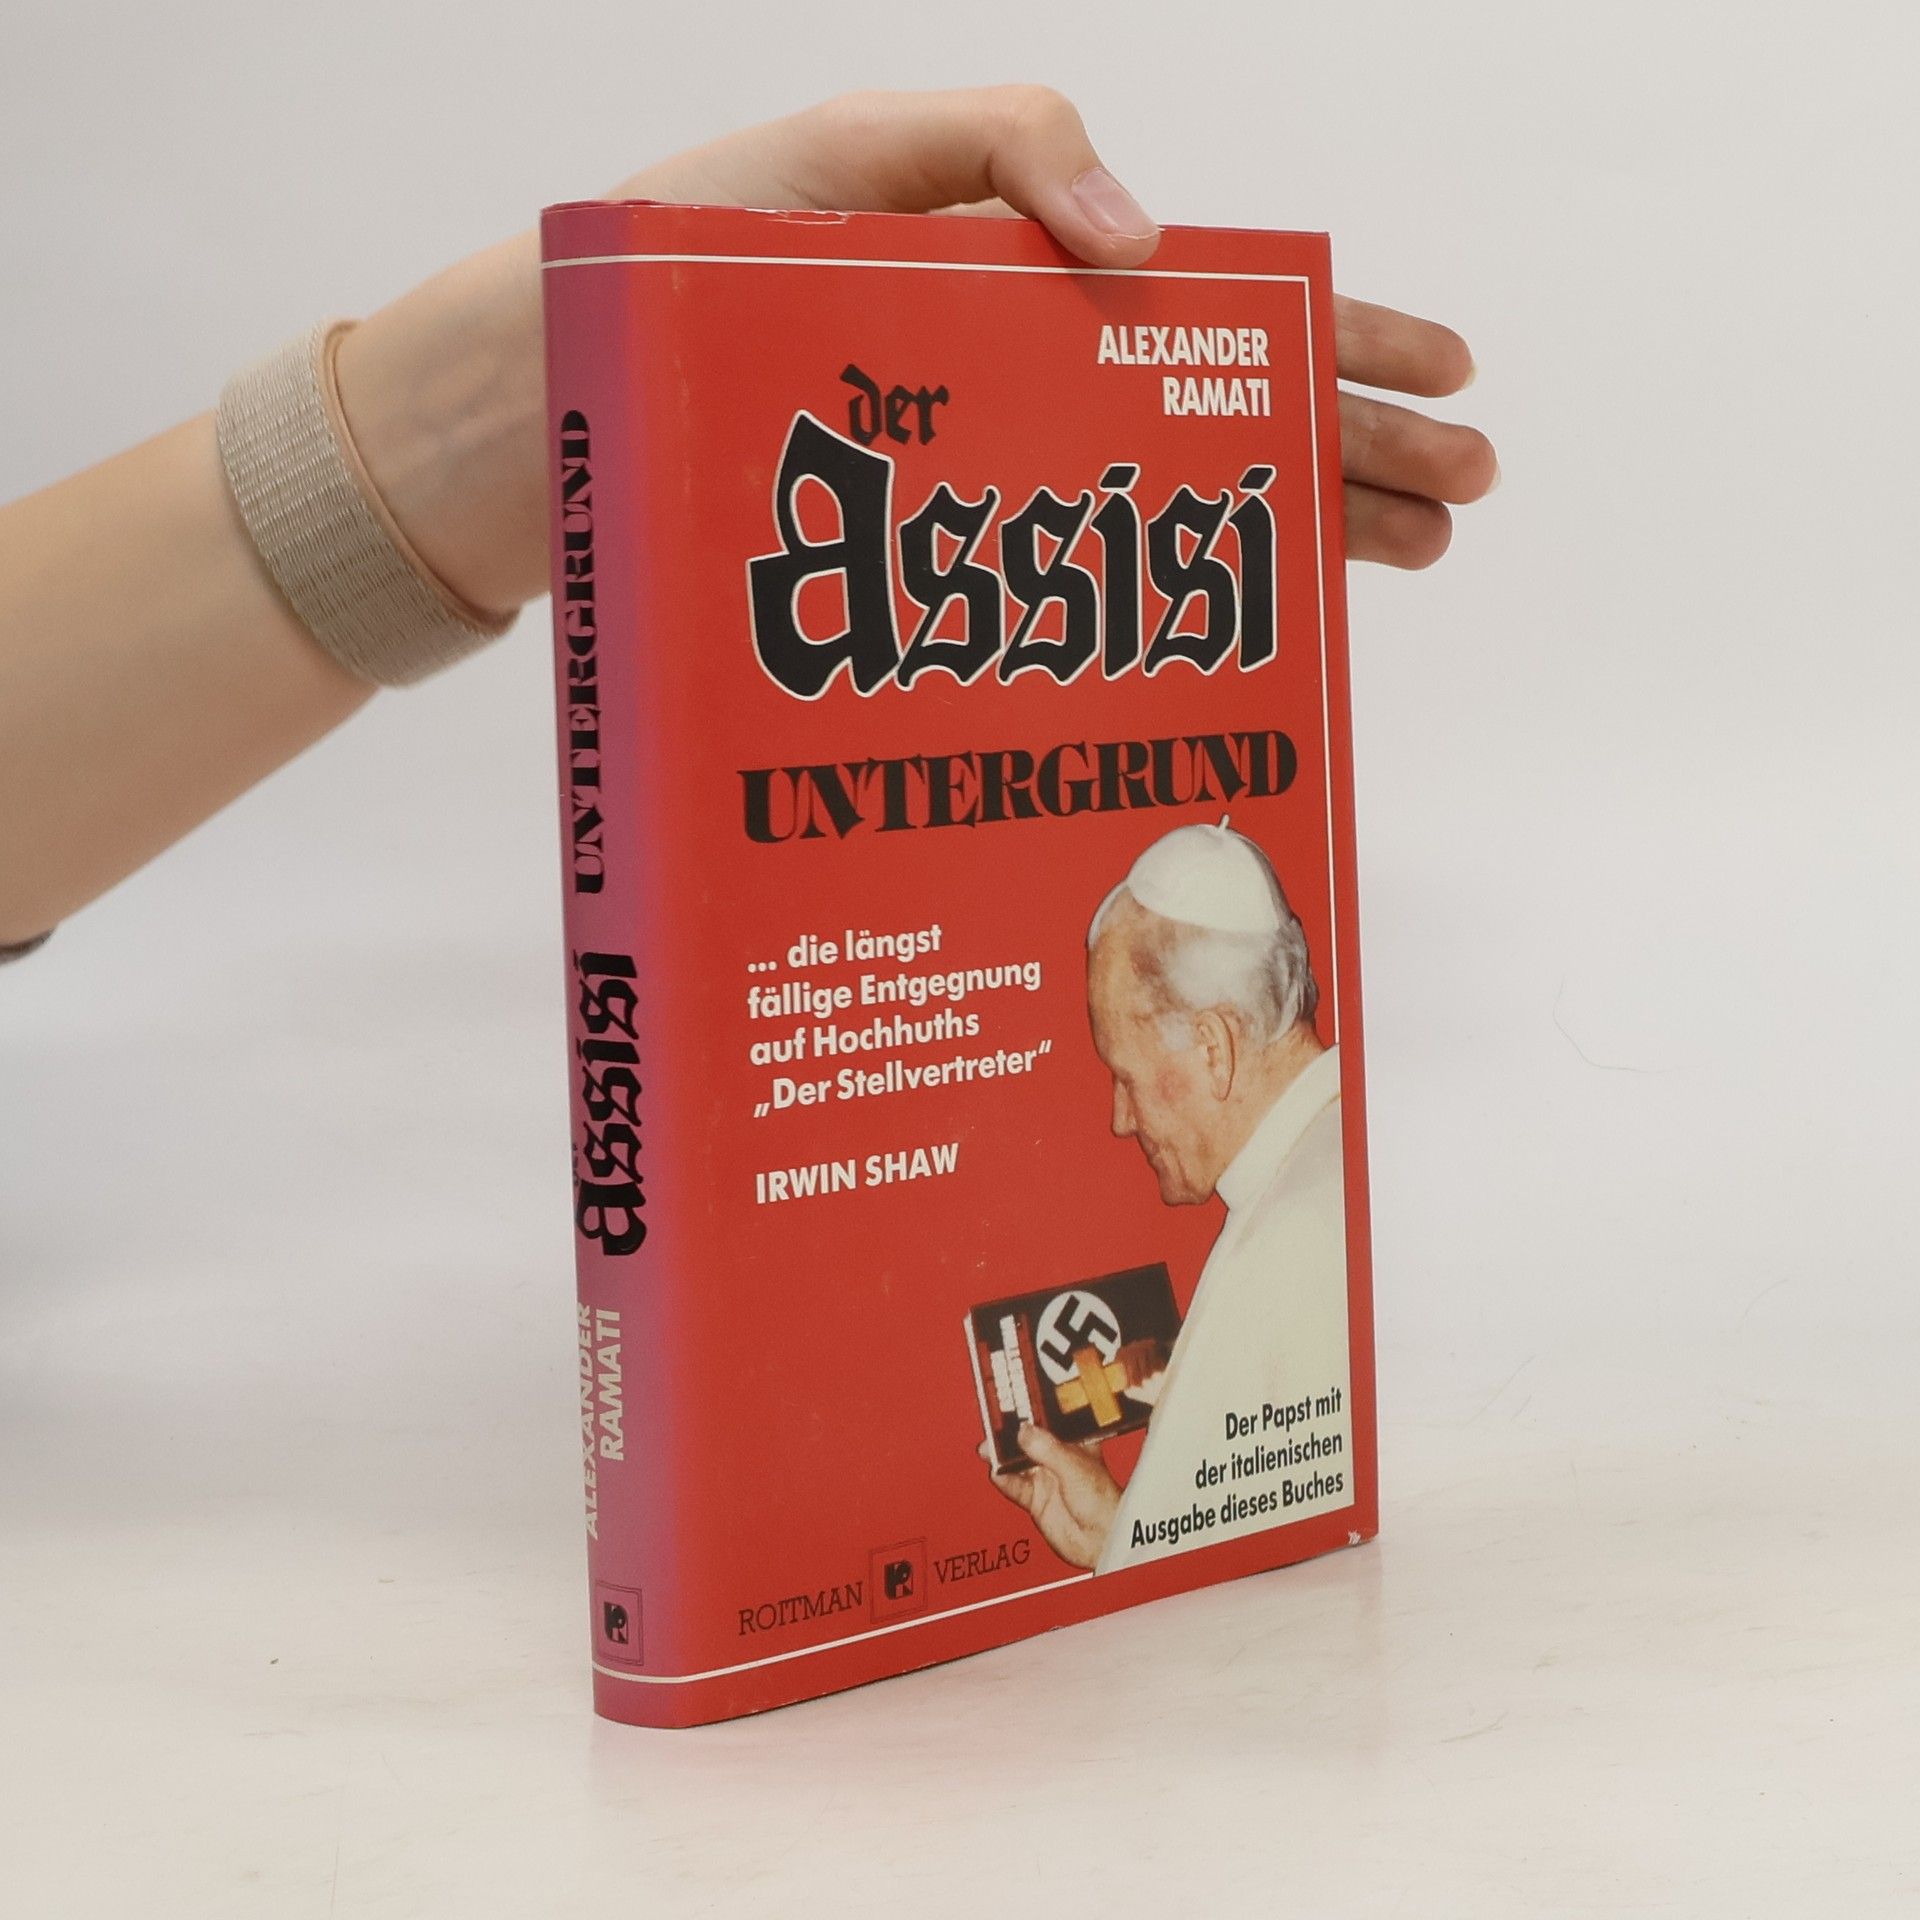 ALEXANDER
RAMATI
der
Assisi
UNTERGRUND
... die längst
fällige Entgegnung
auf Hochhuths
„Der Stellvertreter“
IRWIN SHAW
Der Papst mit
der italienischen
Ausgabe dieses Buches
ROITMAN R VERLAG
ALEXANDER
RAMATI
der
Assisi UNTERGRUND
R